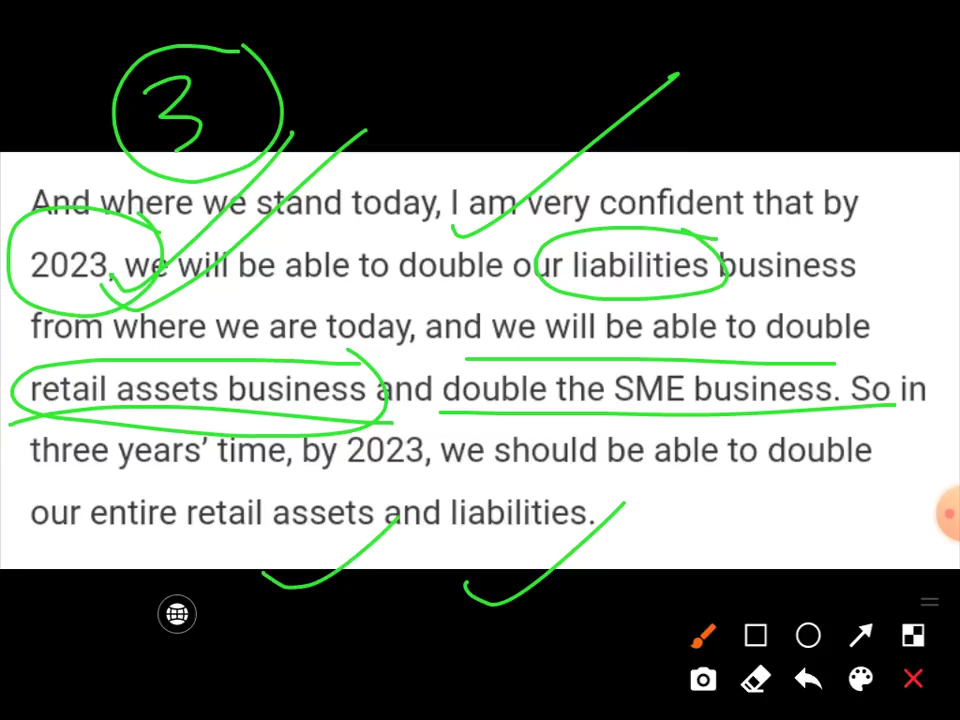 3
And where we stand today, I am very confident that by
2023, we will be able to double our liabilities business
from where we are today, and we will be able to double
retail assets business and double the SME business. So in
three years’ time, by 2023, we should be able to double
our entire retail assets and liabilities.